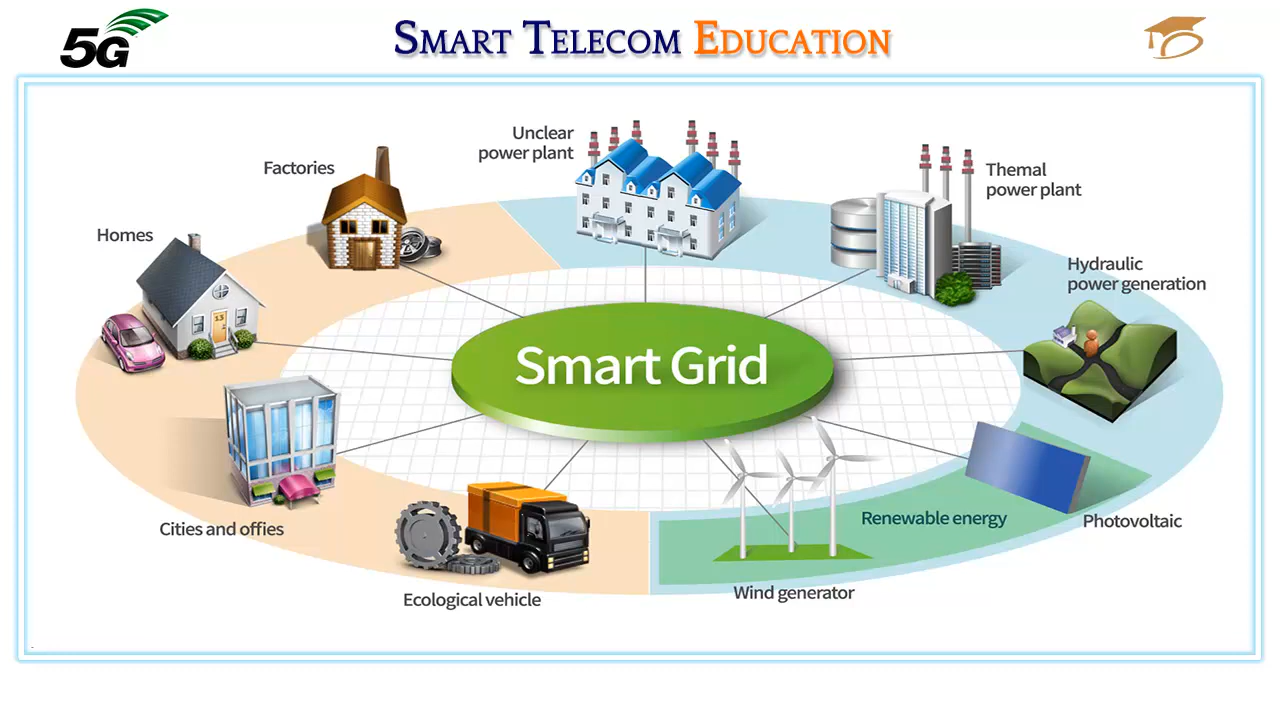 5G
SMART TELECOM EDUCATION
Unclear
power plant
Factories
Themal
power plant
Homes
Hydraulic
power generation
13
Smart Grid
Renewable energy
Photovoltaic
Cities and offies
Wind generator
Ecological vehicle